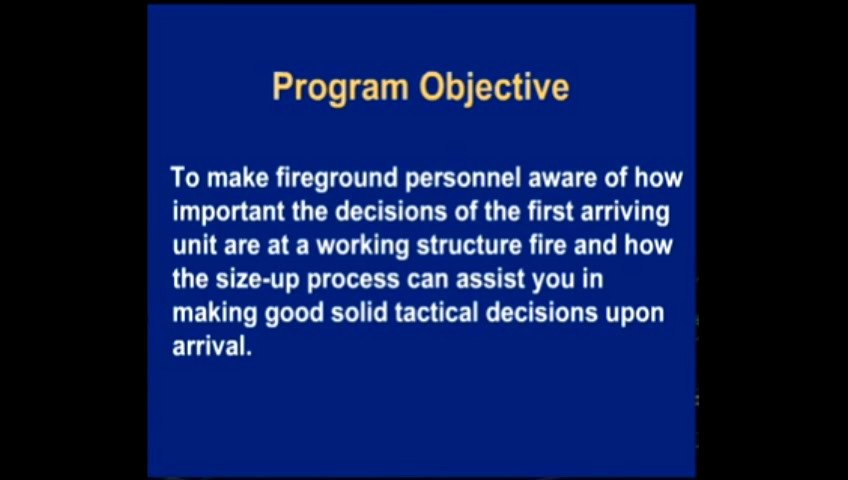 Program Objective
To make fireground personnel aware of how
important the decisions of the first arriving
unit are at a working structure fire and how
the size-up process can assist you in
making good solid tactical decisions upon
arrival.